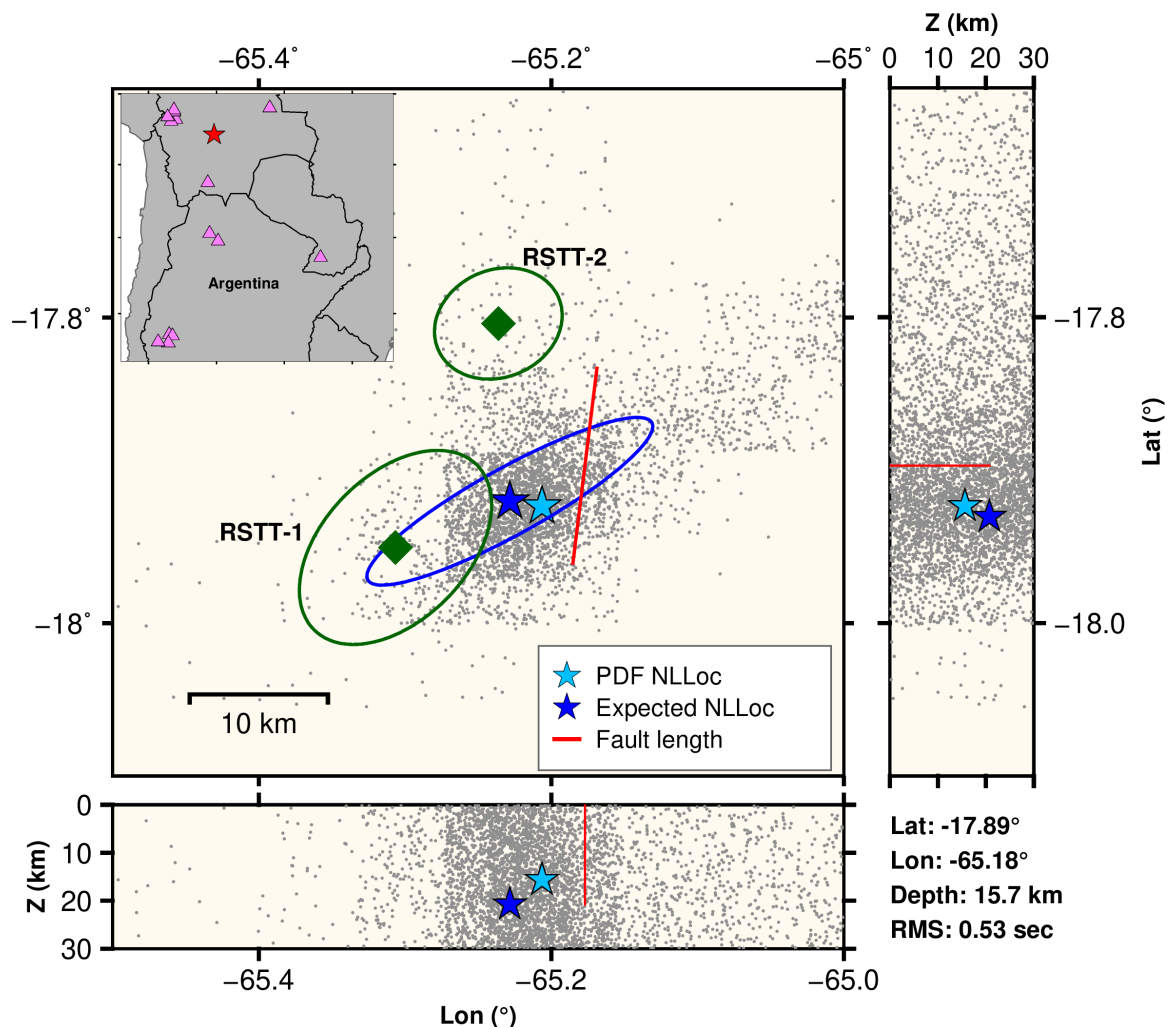 Z (km)
−65.4˚ −65.2˚ −65˚ 0 10 20 30
Argentina
RSTT-2
−17.8˚ −17.8
Lat (°)
RSTT-1
−18˚ −18.0
10 km
PDF NLLoc
Expected NLLoc
Fault length
0
10
20
30
Z (km)
Lat: -17.89°
Lon: -65.18°
Depth: 15.7 km
RMS: 0.53 sec
−65.4 −65.2 −65.0
Lon (°)